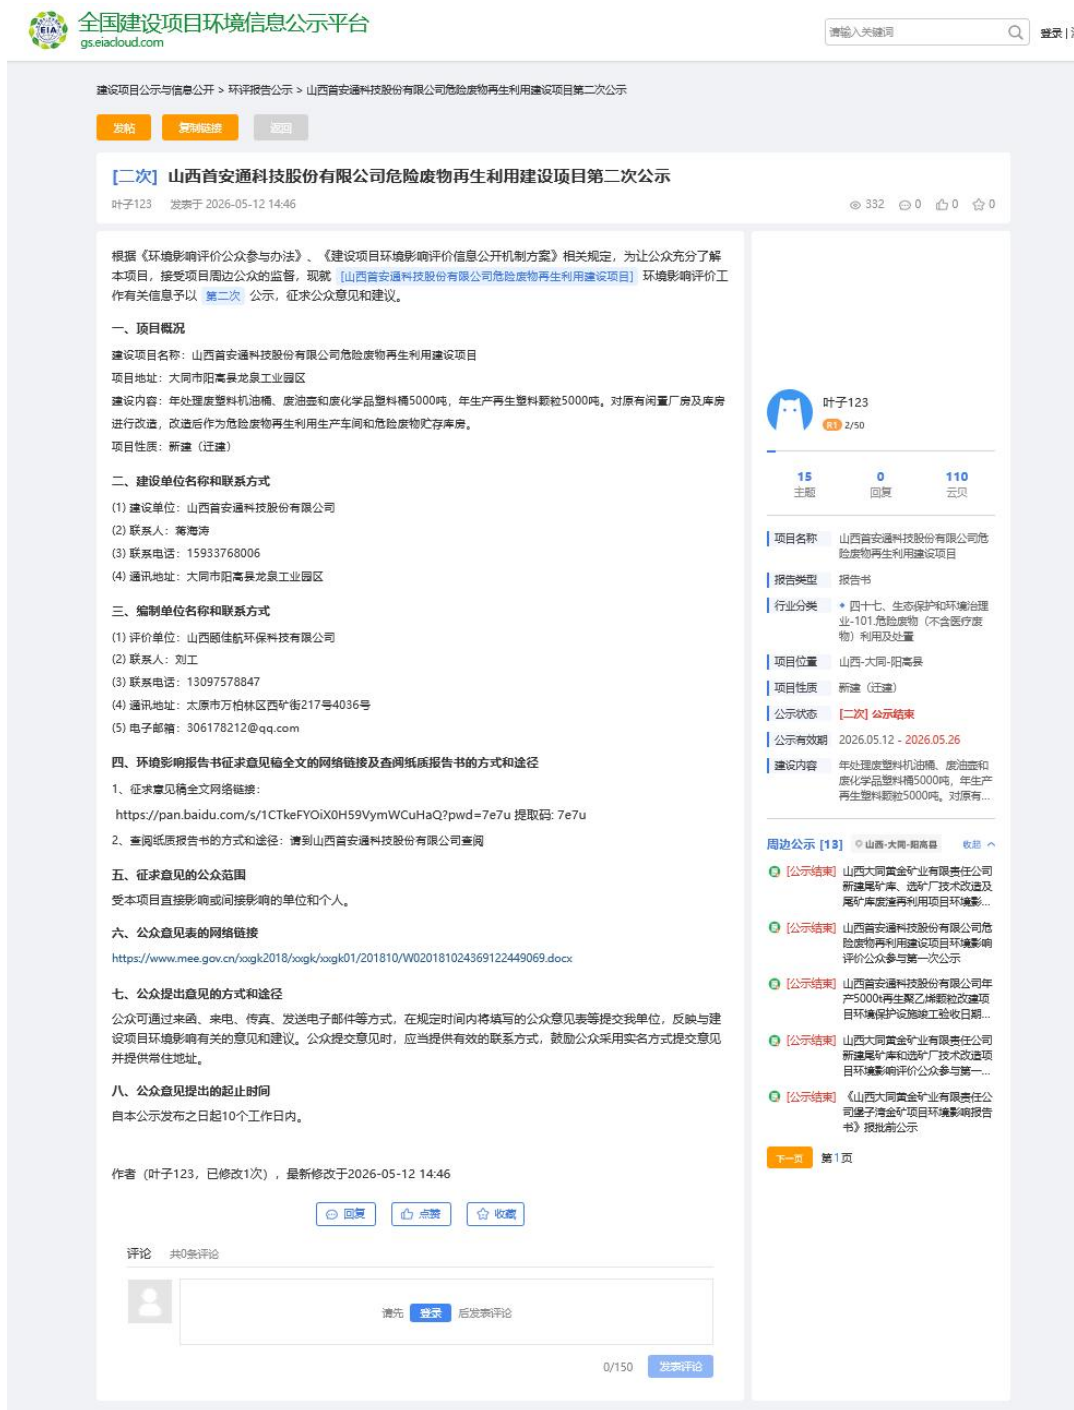 EIA
全国建设项目环境信息公示平台
gs.eiacloud.com
请输入关键词
登录 |
建设项目公示与信息公开 > 环评报告公示 > 山西首安通科技股份有限公司危险废物再生利用建设项目第二次公示
发帖
复制链接
返回
[二次] 山西首安通科技股份有限公司危险废物再生利用建设项目第二次公示
叶子123 发表于 2026-05-12 14:46
332 0 0 0
根据《环境影响评价公众参与办法》、《建设项目环境影响评价信息公开机制方案》相关规定，为让公众充分了解
本项目，接受项目周边公众的监督，现就 [山西首安通科技股份有限公司危险废物再生利用建设项目] 环境影响评价工
作有关信息予以 第二次 公示，征求公众意见和建议。
一、项目概况
建设项目名称：山西首安通科技股份有限公司危险废物再生利用建设项目
项目地址：大同市阳高县龙泉工业园区
建设内容：年处理废塑料机油桶、废油壶和废化学品塑料桶5000吨，年生产再生塑料颗粒5000吨。对原有闲置厂房及库房
进行改造，改造后作为危险废物再生利用生产车间和危险废物贮存库房。
项目性质：新建（迁建）
二、建设单位名称和联系方式
(1) 建设单位：山西首安通科技股份有限公司
(2) 联系人：蒋海涛
(3) 联系电话：15933768006
(4) 通讯地址：大同市阳高县龙泉工业园区
三、编制单位名称和联系方式
(1) 评价单位：山西颐佳航环保科技有限公司
(2) 联系人：刘工
(3) 联系电话：13097578847
(4) 通讯地址：太原市万柏林区西矿街217号4036号
(5) 电子邮箱：306178212@qq.com
四、环境影响报告书征求意见稿全文的网络链接及查阅纸质报告书的方式和途径
1、征求意见稿全文网络链接：
https://pan.baidu.com/s/1CTkeFYOiX0H59VymWCuHaQ?pwd=7e7u 提取码: 7e7u
2、查阅纸质报告书的方式和途径：请到山西首安通科技股份有限公司查阅
五、征求意见的公众范围
受本项目直接影响或间接影响的单位和个人。
六、公众意见表的网络链接
https://www.mee.gov.cn/xxgk2018/xxgk/xxgk01/201810/W020181024369122449069.docx
七、公众提出意见的方式和途径
公众可通过来函、来电、传真、发送电子邮件等方式，在规定时间内将填写的公众意见表等提交我单位，反映与建
设项目环境影响有关的意见和建议。公众提交意见时，应当提供有效的联系方式，鼓励公众采用实名方式提交意见
并提供常住地址。
八、公众意见提出的起止时间
自本公示发布之日起10个工作日内。
作者（叶子123，已修改1次），最新修改于2026-05-12 14:46
回复
点赞
收藏
评论 共0条评论
请先 登录 后发表评论
0/150 发表评论
叶子123
R1 2/50
15 0 110
主题 回复 云贝
项目名称 山西首安通科技股份有限公司危
险废物再生利用建设项目
报告类型 报告书
行业分类 四十七、生态保护和环境治理
业-101.危险废物（不含医疗废
物）利用及处置
项目位置 山西-大同-阳高县
项目性质 新建（迁建）
公示状态 [二次] 公示结束
公示有效期 2026.05.12 - 2026.05.26
建设内容 年处理废塑料机油桶、废油壶和
废化学品塑料桶5000吨，年生产
再生塑料颗粒5000吨。对原有...
周边公示 [13] 山西-大同-阳高县 收起
[公示结束] 山西大同黄金矿业有限责任公司
新建尾矿库、选矿厂技术改造及
尾矿库废渣再利用项目环境影...
[公示结束] 山西首安通科技股份有限公司危
险废物再生利用建设项目环境影响
评价公众参与第一次公示
[公示结束] 山西首安通科技股份有限公司年
产5000t再生聚乙烯颗粒改建项
目环境保护设施竣工验收日期...
[公示结束] 山西大同黄金矿业有限责任公司
新建尾矿库和选矿厂技术改造项
目环境影响评价公众参与第一...
[公示结束] 《山西大同黄金矿业有限责任公
司堡子湾金矿项目环境影响报告
书》报批前公示
下一页 第1页